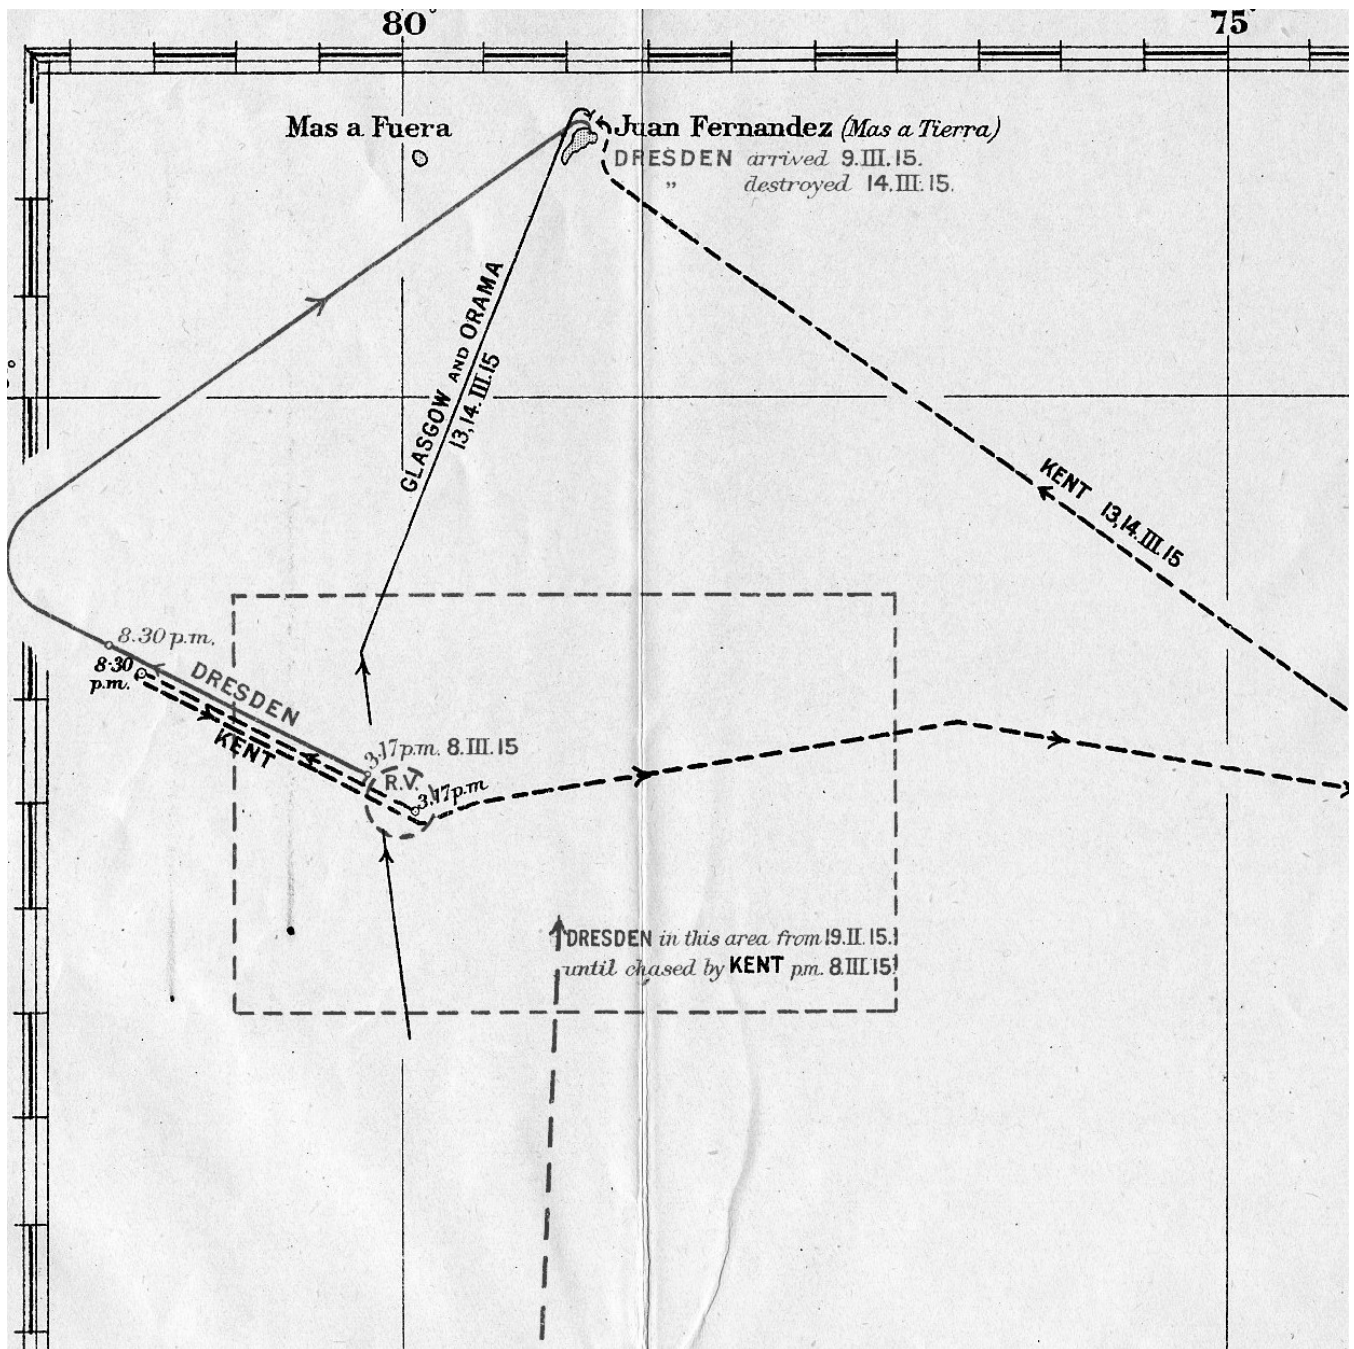 80°
75°
Mas a Fuera
Juan Fernandez (Mas a Tierra)
DRESDEN arrived 9.III.15.
" destroyed 14.III.15.
GLASGOW AND ORAMA
13,14.III.15
KENT 13,14.III.15
8.30 p.m.
8·30
p.m.
DRESDEN
KENT
3.17 p.m. 8.III.15
R.V.
3.17 p.m
DRESDEN in this area from 19.II.15.
until chased by KENT p.m. 8.III.15.